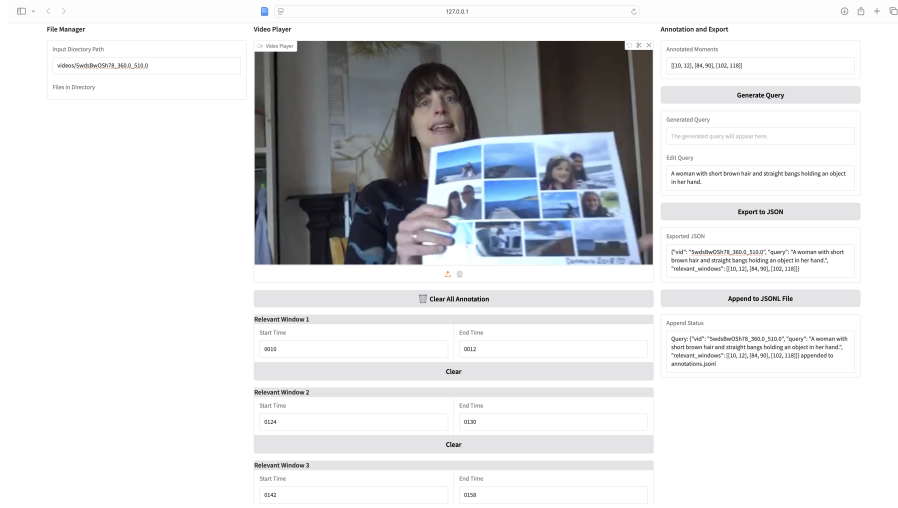 127.0.0.1
File Manager
Input Directory Path
videos/5wdsBwOSh78_360.0_510.0
Files in Directory
Video Player
Video Player
Clear All Annotation
Relevant Window 1
Start Time
End Time
0010
0012
Clear
Relevant Window 2
Start Time
End Time
0124
0130
Clear
Relevant Window 3
Start Time
End Time
0142
0158
Annotation and Export
Annotated Moments
[[10, 12], [84, 90], [102, 118]]
Generate Query
Generated Query
The generated query will appear here.
Edit Query
A woman with short brown hair and straight bangs holding an object
in her hand.
Export to JSON
Exported JSON
{"vid": "5wdsBwOSh78_360.0_510.0", "query": "A woman with short
brown hair and straight bangs holding an object in her hand.",
"relevant_windows": [[10, 12], [84, 90], [102, 118]]}
Append to JSONL File
Append Status
Query: {"vid": "5wdsBwOSh78_360.0_510.0", "query": "A woman with
short brown hair and straight bangs holding an object in her hand.",
"relevant_windows": [[10, 12], [84, 90], [102, 118]]} appended to
annotations.jsonl